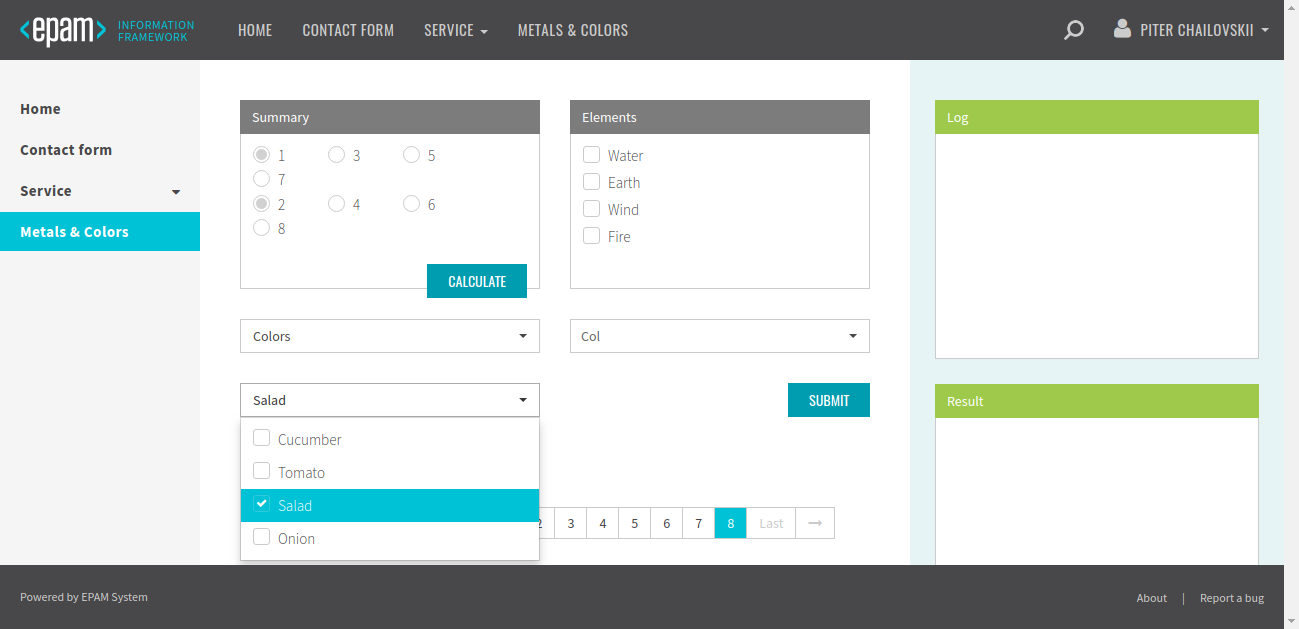 <epam> INFORMATION FRAMEWORK
HOME CONTACT FORM SERVICE METALS & COLORS PITER CHAILOVSKII
Home
Contact form
Service
Metals & Colors
Summary
1 3 5
7
2 4 6
8
CALCULATE
Elements
Water
Earth
Wind
Fire
Colors
Col
Salad
SUBMIT
Cucumber
Tomato
Salad
Onion
3 4 5 6 7 8 Last →
Log
Result
Powered by EPAM System
About | Report a bug